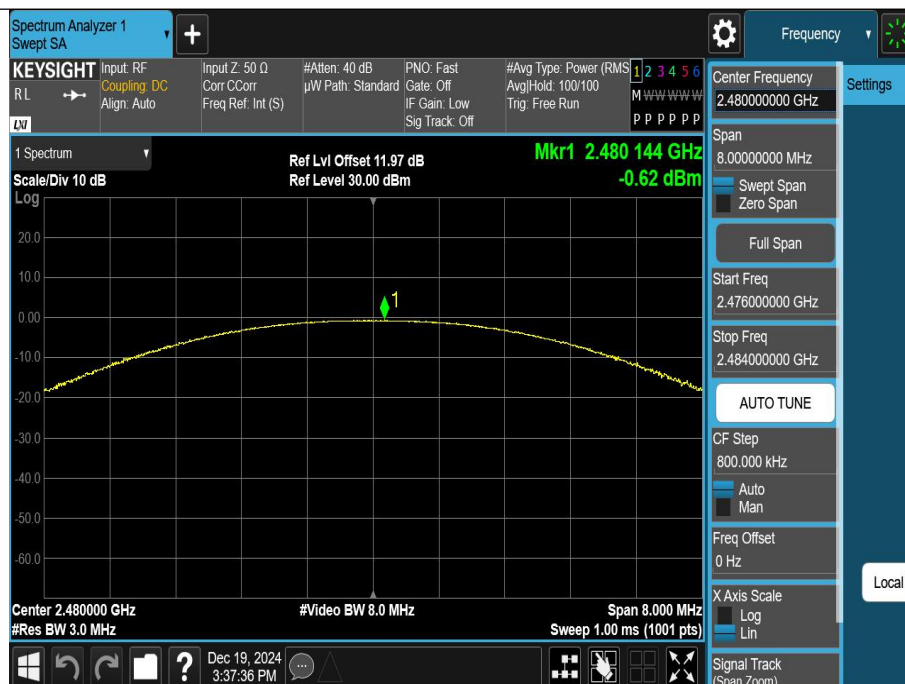 Spectrum Analyzer 1
Swept SA
Frequency
KEYSIGHT
R L
LXI
Input: RF
Coupling: DC
Align: Auto
Input Z: 50 Ω
Corr CCorr
Freq Ref: Int (S)
#Atten: 40 dB
µW Path: Standard
PNO: Fast
Gate: Off
IF Gain: Low
Sig Track: Off
#Avg Type: Power (RMS
Avg|Hold: 100/100
Trig: Free Run
1 2 3 4 5 6
M W W W W W
P P P P P P
Settings
Center Frequency
2.480000000 GHz
Span
8.00000000 MHz
Swept Span
Zero Span
Full Span
Start Freq
2.476000000 GHz
Stop Freq
2.484000000 GHz
AUTO TUNE
CF Step
800.000 kHz
Auto
Man
Freq Offset
0 Hz
X Axis Scale
Log
Lin
Signal Track
(Span Zoom)
Local
1 Spectrum
Scale/Div 10 dB
Log
Ref Lvl Offset 11.97 dB
Ref Level 30.00 dBm
Mkr1 2.480 144 GHz
-0.62 dBm
1
20.0
10.0
0.00
-10.0
-20.0
-30.0
-40.0
-50.0
-60.0
Center 2.480000 GHz
#Res BW 3.0 MHz
#Video BW 8.0 MHz
Span 8.000 MHz
Sweep 1.00 ms (1001 pts)
?
Dec 19, 2024
3:37:36 PM